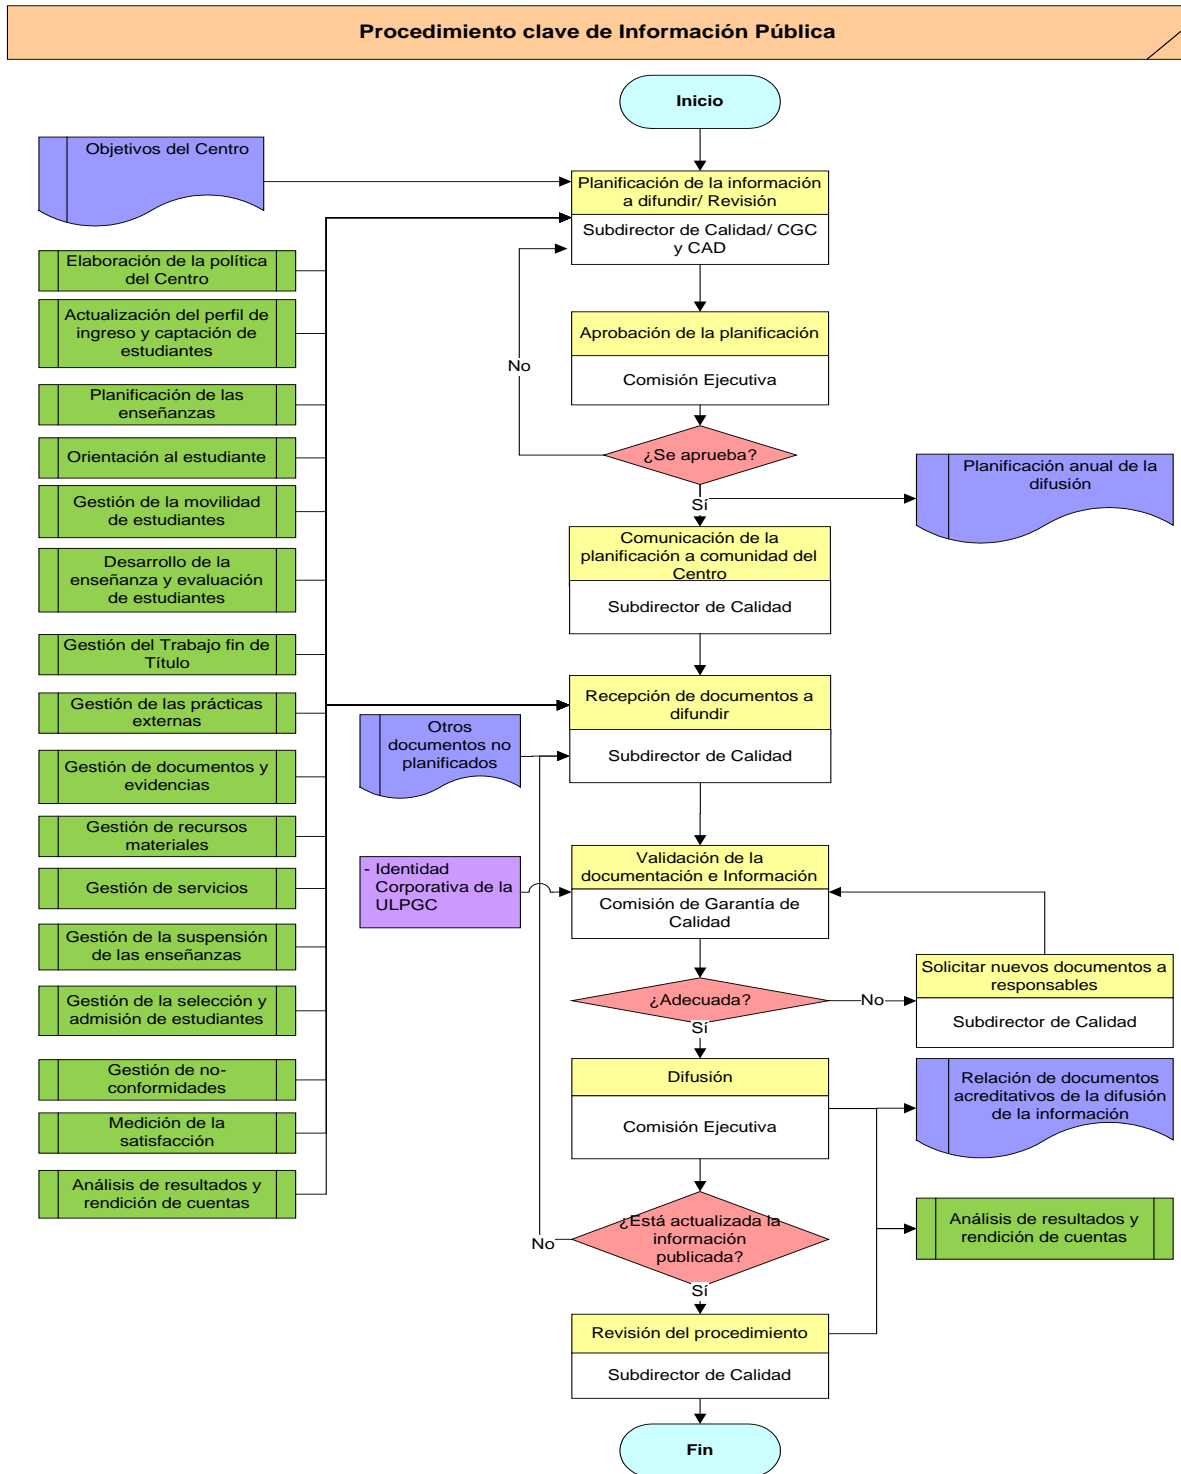 Procedimiento clave de Información Pública
Inicio
Objetivos del Centro
Planificación de la información
a difundir/ Revisión
Subdirector de Calidad/ CGC
y CAD
Elaboración de la política
del Centro
Actualización del perfil de
ingreso y captación de
estudiantes
Aprobación de la planificación
Comisión Ejecutiva
No
Planificación de las
enseñanzas
Orientación al estudiante
¿Se aprueba?
Sí
Planificación anual de la
difusión
Gestión de la movilidad
de estudiantes
Comunicación de la
planificación a comunidad del
Centro
Subdirector de Calidad
Desarrollo de la
enseñanza y evaluación
de estudiantes
Gestión del Trabajo fin de
Título
Gestión de las prácticas
externas
Recepción de documentos a
difundir
Subdirector de Calidad
Otros
documentos no
planificados
Gestión de documentos y
evidencias
Gestión de recursos
materiales
Gestión de servicios
- Identidad
Corporativa de la
ULPGC
Validación de la
documentación e Información
Comisión de Garantía de
Calidad
Gestión de la suspensión
de las enseñanzas
Gestión de la selección y
admisión de estudiantes
¿Adecuada?
No
Sí
Solicitar nuevos documentos a
responsables
Subdirector de Calidad
Gestión de no-
conformidades
Difusión
Comisión Ejecutiva
Relación de documentos
acreditativos de la difusión
de la información
Medición de la
satisfacción
Análisis de resultados y
rendición de cuentas
¿Está actualizada la
información
publicada?
No
Sí
Análisis de resultados y
rendición de cuentas
Revisión del procedimiento
Subdirector de Calidad
Fin